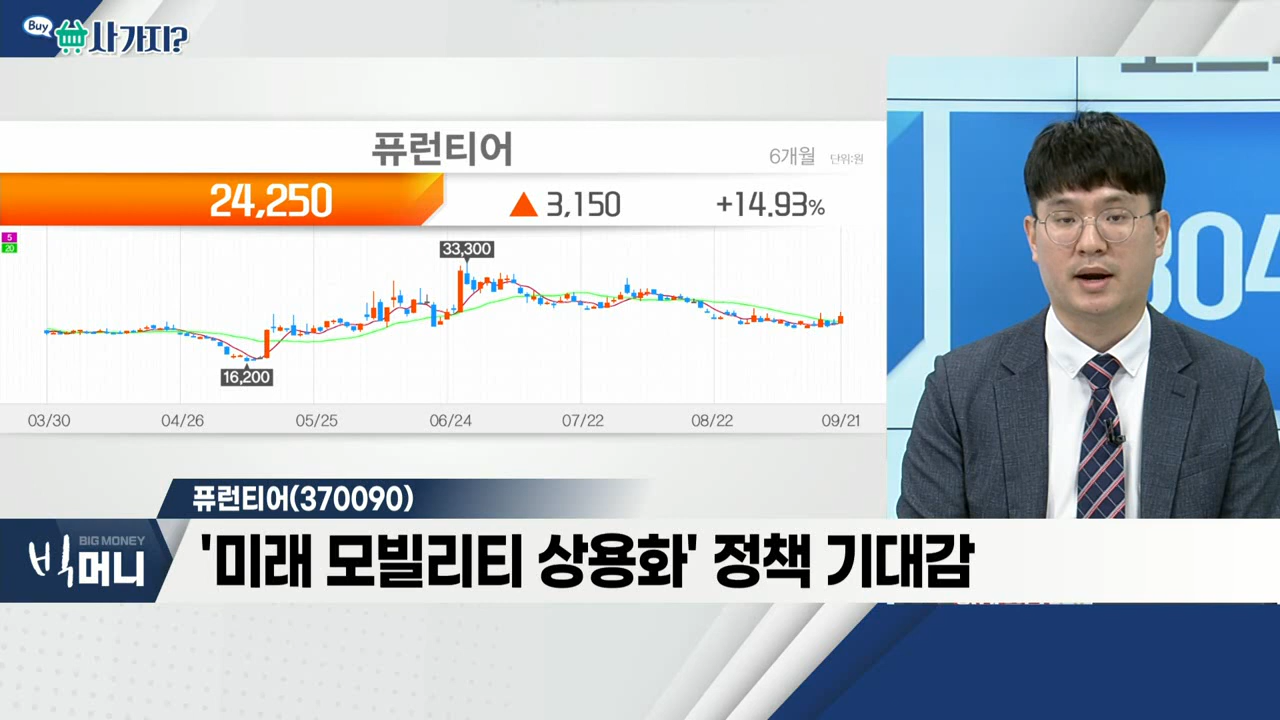 Buy 사가지?
퓨런티어
6개월 단위:원
24,250 ▲ 3,150 +14.93%
5
20
33,300
16,200
03/30 04/26 05/25 06/24 07/22 08/22 09/21
304
퓨런티어(370090)
BIG MONEY
빅머니
'미래 모빌리티 상용화' 정책 기대감